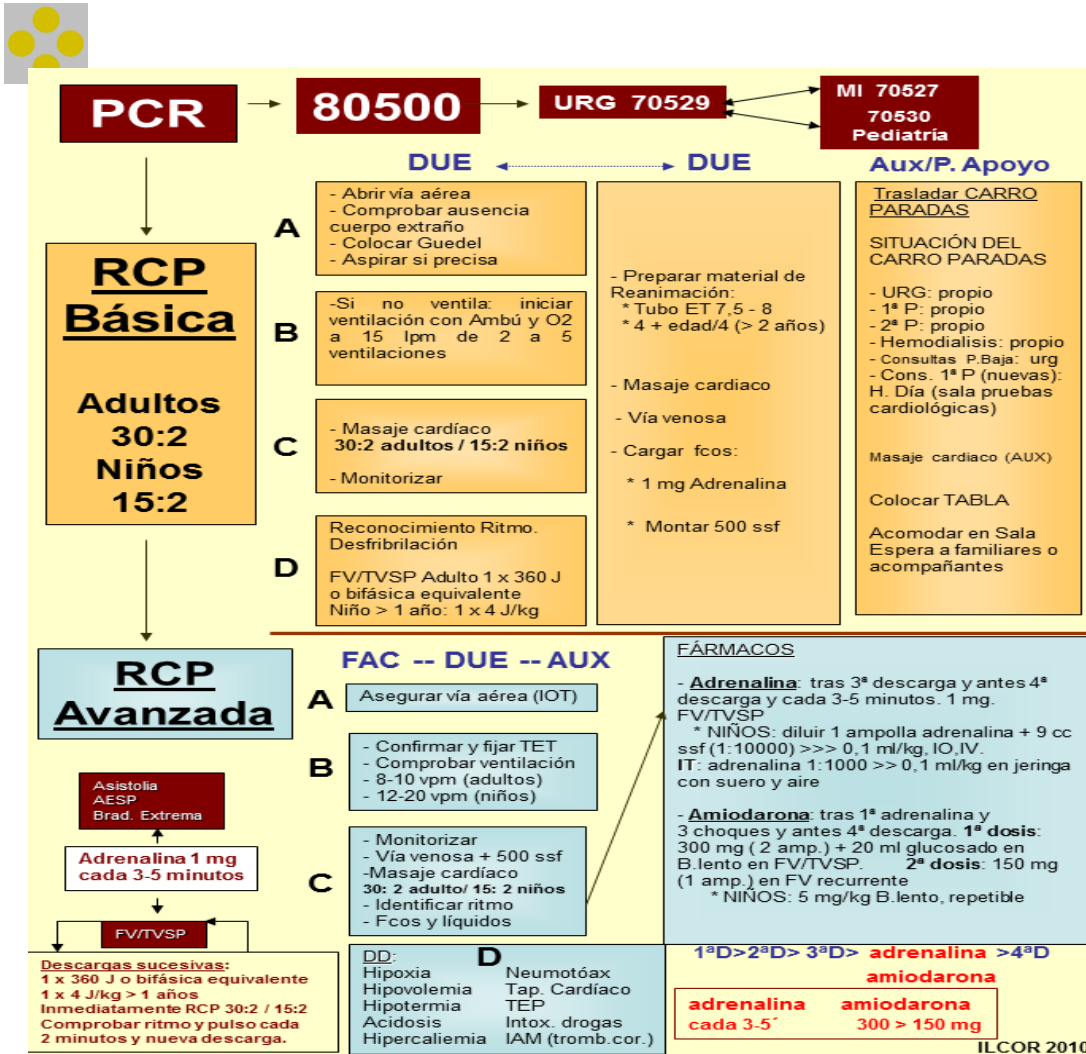 PCR
80500
URG 70529
MI 70527
70530
Pediatría
DUE
DUE
Aux/P. Apoyo
RCP
Básica
Adultos
30:2
Niños
15:2
A
- Abrir vía aérea
- Comprobar ausencia
cuerpo extraño
- Colocar Guedel
- Aspirar si precisa
B
-Si no ventila: iniciar
ventilación con Ambú y O2
a 15 lpm de 2 a 5
ventilaciones
C
- Masaje cardíaco
30:2 adultos / 15:2 niños
- Monitorizar
D
Reconocimiento Ritmo.
Desfribrilación
FV/TVSP Adulto 1 x 360 J
o bifásica equivalente
Niño > 1 año: 1 x 4 J/kg
- Preparar material de
Reanimación:
* Tubo ET 7,5 - 8
* 4 + edad/4 (> 2 años)
- Masaje cardiaco
- Vía venosa
- Cargar fcos:
* 1 mg Adrenalina
* Montar 500 ssf
Trasladar CARRO
PARADAS
SITUACIÓN DEL
CARRO PARADAS
- URG: propio
- 1ª P: propio
- 2ª P: propio
- Hemodialisis: propio
- Consultas P.Baja: urg
- Cons. 1ª P (nuevas):
H. Día (sala pruebas
cardiológicas)
Masaje cardiaco (AUX)
Colocar TABLA
Acomodar en Sala
Espera a familiares o
acompañantes
RCP
Avanzada
Asistolia
AESP
Brad. Extrema
Adrenalina 1 mg
cada 3-5 minutos
FV/TVSP
Descargas sucesivas:
1 x 360 J o bifásica equivalente
1 x 4 J/kg > 1 años
Inmediatamente RCP 30:2 / 15:2
Comprobar ritmo y pulso cada
2 minutos y nueva descarga.
FAC -- DUE -- AUX
A
Asegurar vía aérea (IOT)
B
- Confirmar y fijar TET
- Comprobar ventilación
- 8-10 vpm (adultos)
- 12-20 vpm (niños)
C
- Monitorizar
- Vía venosa + 500 ssf
-Masaje cardíaco
30: 2 adulto/ 15: 2 niños
- Identificar ritmo
- Fcos y líquidos
D
DD:
Hipoxia Neumotóax
Hipovolemia Tap. Cardíaco
Hipotermia TEP
Acidosis Intox. drogas
Hipercaliemia IAM (tromb.cor.)
FÁRMACOS
- Adrenalina: tras 3ª descarga y antes 4ª
descarga y cada 3-5 minutos. 1 mg.
FV/TVSP
* NIÑOS: diluir 1 ampolla adrenalina + 9 cc
ssf (1:10000) >>> 0,1 ml/kg, IO,IV.
IT: adrenalina 1:1000 >> 0,1 ml/kg en jeringa
con suero y aire
- Amiodarona: tras 1ª adrenalina y
3 choques y antes 4ª descarga. 1ª dosis:
300 mg ( 2 amp.) + 20 ml glucosado en
B.lento en FV/TVSP. 2ª dosis: 150 mg
(1 amp.) en FV recurrente
* NIÑOS: 5 mg/kg B.lento, repetible
1ªD>2ªD> 3ªD> adrenalina >4ªD
amiodarona
adrenalina amiodarona
cada 3-5´ 300 > 150 mg
ILCOR 2010